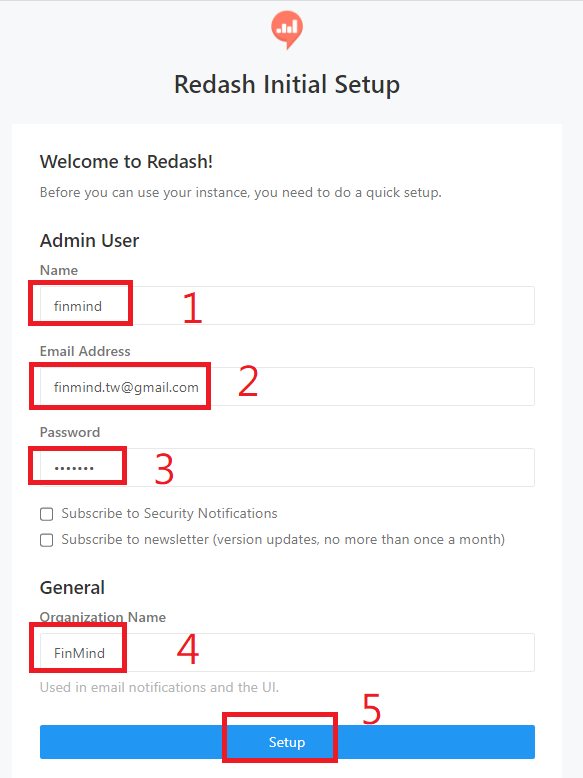 Redash Initial Setup
Welcome to Redash!
Before you can use your instance, you need to do a quick setup.
Admin User
Name
finmind
1
Email Address
finmind.tw@gmail.com
2
Password
•••••••
3
Subscribe to Security Notifications
Subscribe to newsletter (version updates, no more than once a month)
General
Organization Name
FinMind
4
Used in email notifications and the UI.
5
Setup